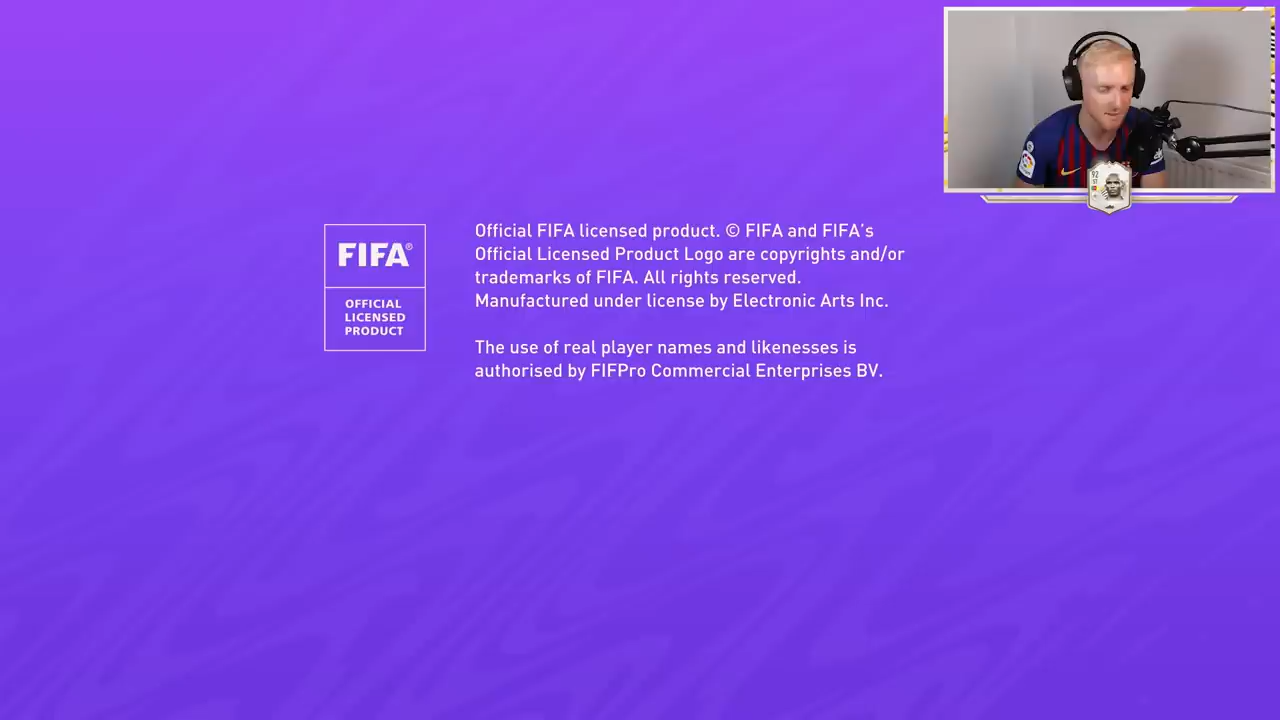 FIFA®
OFFICIAL
LICENSED
PRODUCT
Official FIFA licensed product. © FIFA and FIFA's
Official Licensed Product Logo are copyrights and/or
trademarks of FIFA. All rights reserved.
Manufactured under license by Electronic Arts Inc.
The use of real player names and likenesses is
authorised by FIFPro Commercial Enterprises BV.
92
ST